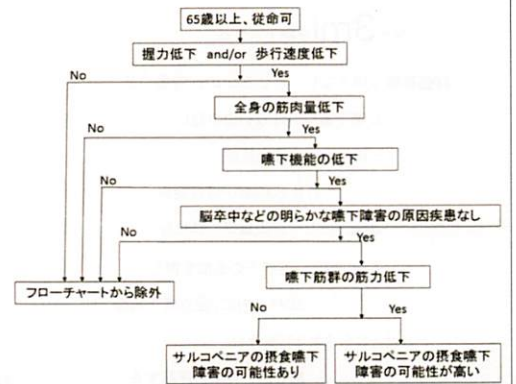 65歳以上、従命可
握力低下 and/or 歩行速度低下
No
Yes
全身の筋肉量低下
No
Yes
嚥下機能の低下
No
Yes
脳卒中などの明らかな嚥下障害の原因疾患なし
No
Yes
フローチャートから除外
嚥下筋群の筋力低下
No
Yes
サルコペニアの摂食嚥下
障害の可能性あり
サルコペニアの摂食嚥下
障害の可能性が高い